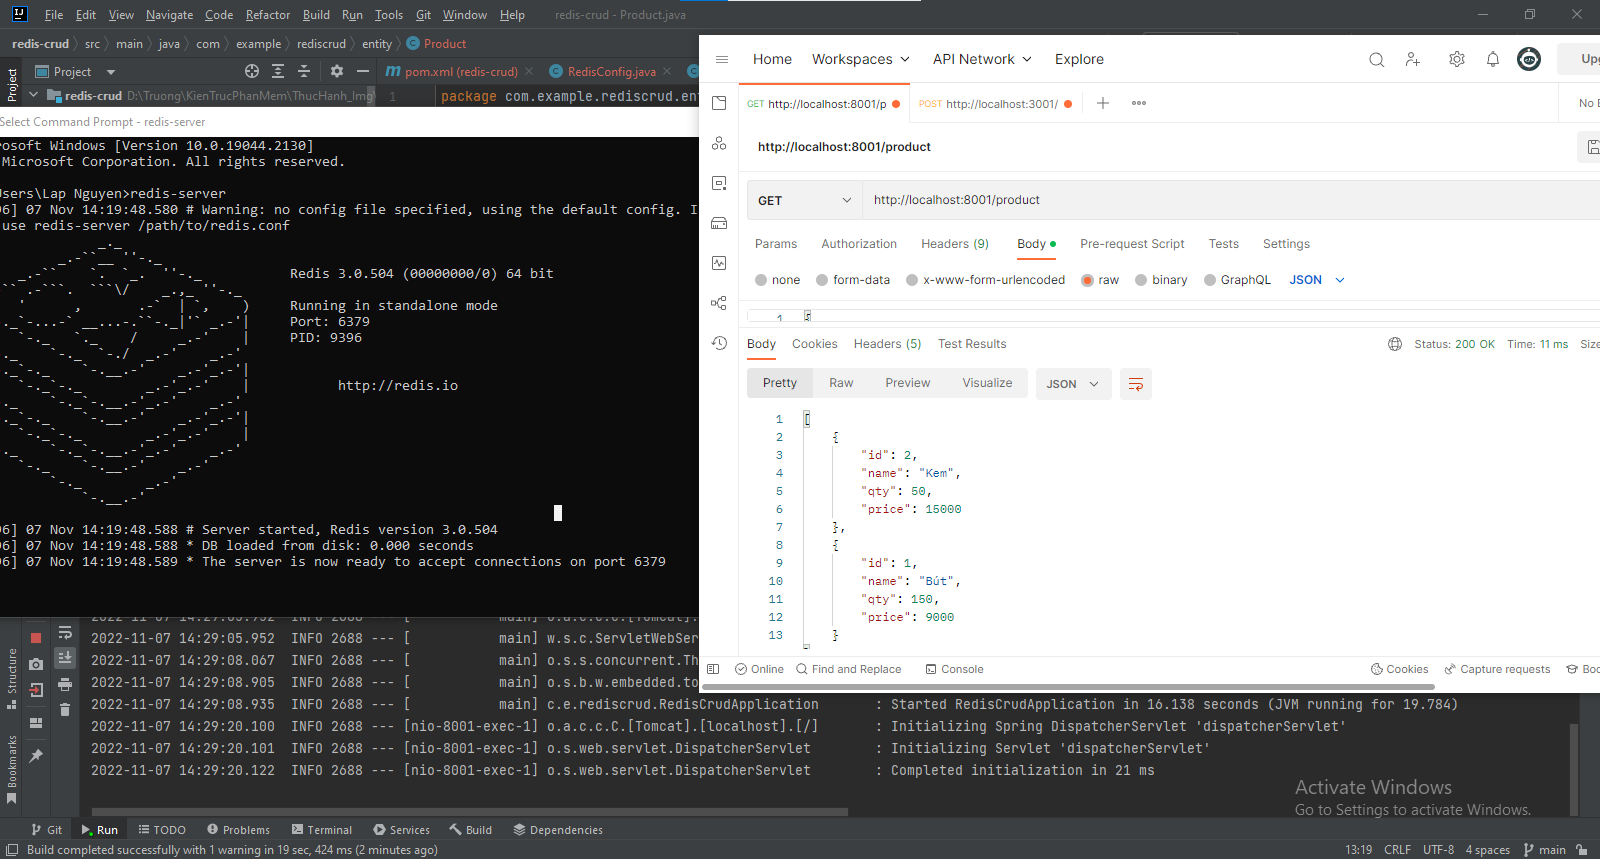 File Edit View Navigate Code Refactor Build Run Tools Git Window Help redis-crud - Product.java
redis-crud src main java com example rediscrud entity Product
Project
Project pom.xml (redis-crud) RedisConfig.java
redis-crud D:\Truong\KienTrucPhanMem\ThucHanh_Img 1 package com.example.rediscrud.ent
Select Command Prompt - redis-server
rosoft Windows [Version 10.0.19044.2130]
Microsoft Corporation. All rights reserved.
sers\Lap Nguyen>redis-server
96] 07 Nov 14:19:48.580 # Warning: no config file specified, using the default config. I
use redis-server /path/to/redis.conf
Redis 3.0.504 (00000000/0) 64 bit
Running in standalone mode
Port: 6379
PID: 9396
http://redis.io
96] 07 Nov 14:19:48.588 # Server started, Redis version 3.0.504
96] 07 Nov 14:19:48.588 * DB loaded from disk: 0.000 seconds
96] 07 Nov 14:19:48.589 * The server is now ready to accept connections on port 6379
Home Workspaces API Network Explore
Upg
GET http://localhost:8001/p POST http://localhost:3001/ No E
http://localhost:8001/product
GET http://localhost:8001/product
Params Authorization Headers (9) Body Pre-request Script Tests Settings
none form-data x-www-form-urlencoded raw binary GraphQL JSON
1 {
Body Cookies Headers (5) Test Results Status: 200 OK Time: 11 ms Size
Pretty Raw Preview Visualize JSON
1 [
2 {
3 "id": 2,
4 "name": "Kem",
5 "qty": 50,
6 "price": 15000
7 },
8 {
9 "id": 1,
10 "name": "Bút",
11 "qty": 150,
12 "price": 9000
13 }
Online Find and Replace Console Cookies Capture requests Boo
2022-11-07 14:29:05.952 INFO 2688 --- [ main] o.a.c.c.C.[Tomcat].
2022-11-07 14:29:05.952 INFO 2688 --- [ main] w.s.c.ServletWebSer
2022-11-07 14:29:08.067 INFO 2688 --- [ main] o.s.s.concurrent.Th
2022-11-07 14:29:08.905 INFO 2688 --- [ main] o.s.b.w.embedded.to
2022-11-07 14:29:08.935 INFO 2688 --- [ main] c.e.rediscrud.RedisCrudApplication : Started RedisCrudApplication in 16.138 seconds (JVM running for 19.784)
2022-11-07 14:29:20.100 INFO 2688 --- [nio-8001-exec-1] o.a.c.c.C.[Tomcat].[localhost].[/] : Initializing Spring DispatcherServlet 'dispatcherServlet'
2022-11-07 14:29:20.101 INFO 2688 --- [nio-8001-exec-1] o.s.web.servlet.DispatcherServlet : Initializing Servlet 'dispatcherServlet'
2022-11-07 14:29:20.122 INFO 2688 --- [nio-8001-exec-1] o.s.web.servlet.DispatcherServlet : Completed initialization in 21 ms
Structure
Bookmarks
Activate Windows
Go to Settings to activate Windows.
Git Run TODO Problems Terminal Services Build Dependencies
Build completed successfully with 1 warning in 19 sec, 424 ms (2 minutes ago) 13:19 CRLF UTF-8 4 spaces main